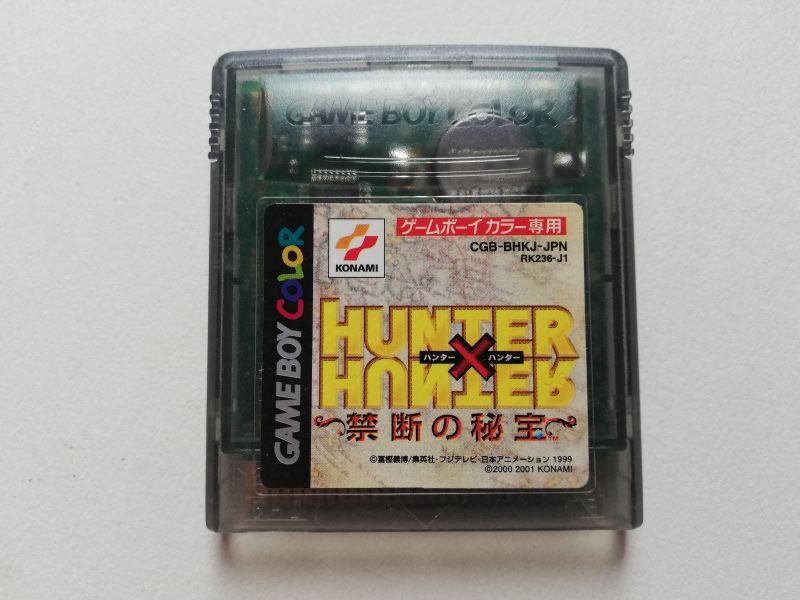 GAME BOY COLOR
GAME BOY COLOR
KONAMI
ゲームボーイカラー専用
CGB-BHKJ-JPN
RK236-J1
HUNTER
ハンター×ハンター
HUNTER
禁断の秘宝™
©冨樫義博/集英社・フジテレビ・日本アニメーション 1999
©2000 2001 KONAMI